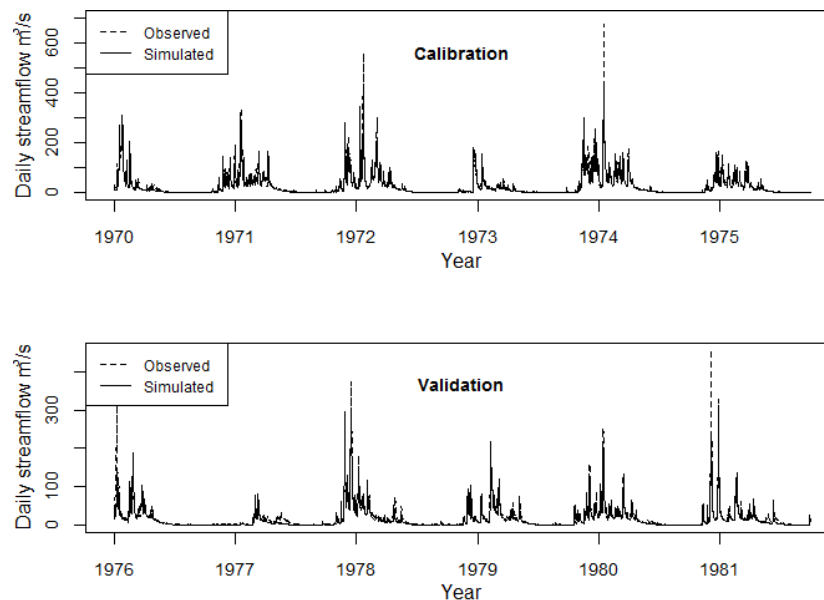 Observed
Simulated
Calibration
Daily streamflow m³/s
0
200
400
600
1970
1971
1972
1973
1974
1975
Year
Observed
Simulated
Validation
Daily streamflow m³/s
0
100
300
1976
1977
1978
1979
1980
1981
Year